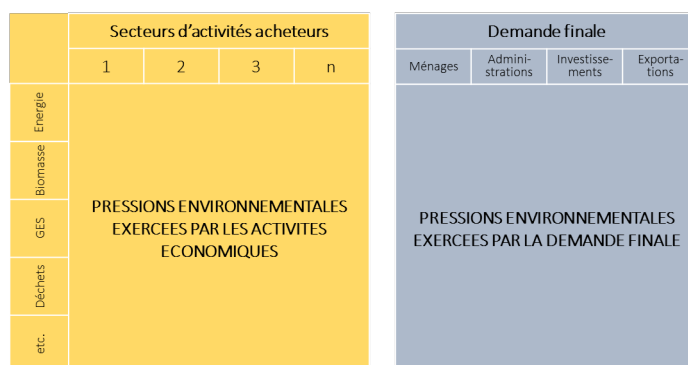 Secteurs d'activités acheteurs
1 2 3 n
Energie
Biomasse
GES
Déchets
etc.
PRESSIONS ENVIRONNEMENTALES
EXERCEES PAR LES ACTIVITES
ECONOMIQUES
Demande finale
Ménages
Admini-
strations
Investisse-
ments
Exporta-
tions
PRESSIONS ENVIRONNEMENTALES
EXERCEES PAR LA DEMANDE FINALE